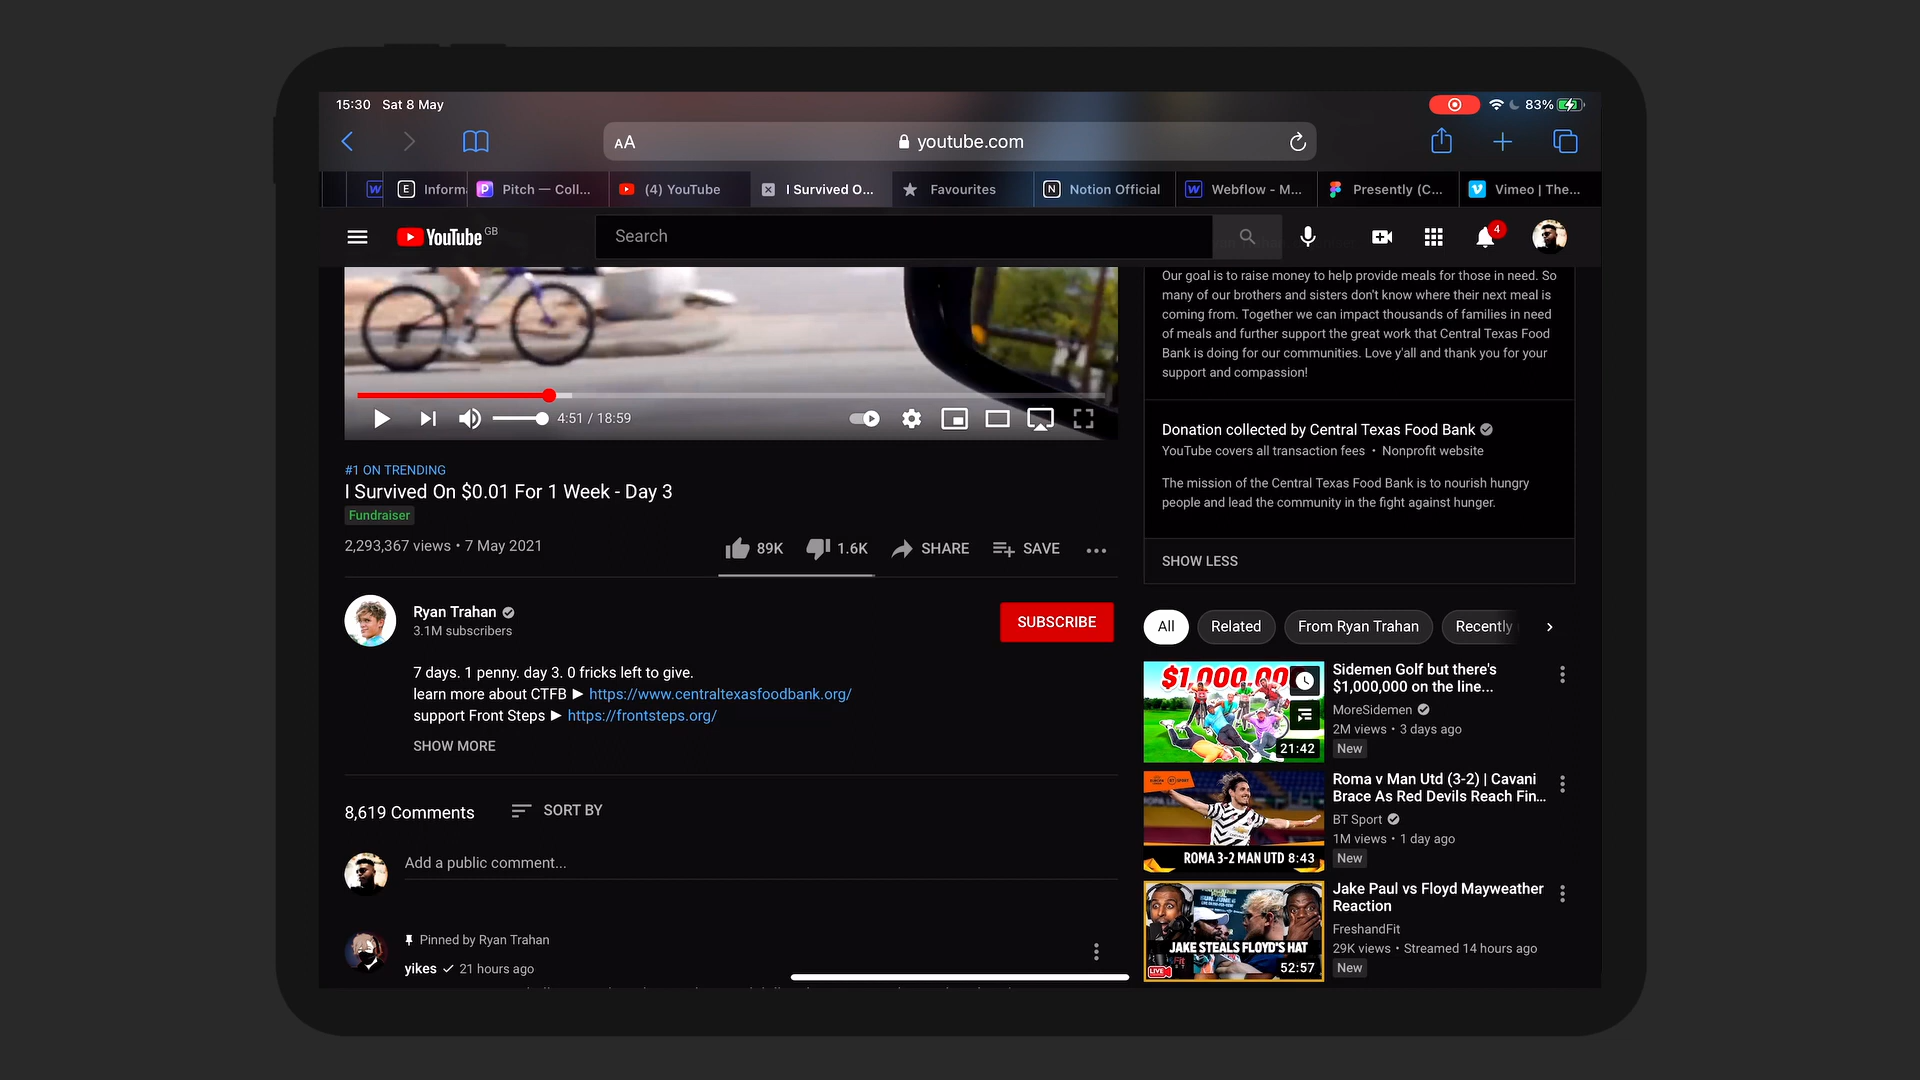 15:30 Sat 8 May
83%
AA
youtube.com
Inform
Pitch — Coll...
(4) YouTube
I Survived O...
Favourites
Notion Official
Webflow - M...
Presently (C...
Vimeo | The...
YouTube GB
Search
4
Our goal is to raise money to help provide meals for those in need. So
many of our brothers and sisters don't know where their next meal is
coming from. Together we can impact thousands of families in need
of meals and further support the great work that Central Texas Food
Bank is doing for our communities. Love y'all and thank you for your
support and compassion!
4:51 / 18:59
Donation collected by Central Texas Food Bank
YouTube covers all transaction fees • Nonprofit website
The mission of the Central Texas Food Bank is to nourish hungry
people and lead the community in the fight against hunger.
SHOW LESS
#1 ON TRENDING
I Survived On $0.01 For 1 Week - Day 3
Fundraiser
2,293,367 views • 7 May 2021
89K
1.6K
SHARE
SAVE
Ryan Trahan
3.1M subscribers
SUBSCRIBE
7 days. 1 penny. day 3. 0 fricks left to give.
learn more about CTFB ► https://www.centraltexasfoodbank.org/
support Front Steps ► https://frontsteps.org/
SHOW MORE
8,619 Comments
SORT BY
Add a public comment...
Pinned by Ryan Trahan
yikes ✓ 21 hours ago
All
Related
From Ryan Trahan
Recently
$1,000,00
21:42
Sidemen Golf but there's
$1,000,000 on the line...
MoreSidemen
2M views • 3 days ago
New
ROMA 3-2 MAN UTD 8:43
Roma v Man Utd (3-2) | Cavani
Brace As Red Devils Reach Fin...
BT Sport
1M views • 1 day ago
New
JAKE STEALS FLOYD'S HAT
LIVE
52:57
Jake Paul vs Floyd Mayweather
Reaction
FreshandFit
29K views • Streamed 14 hours ago
New